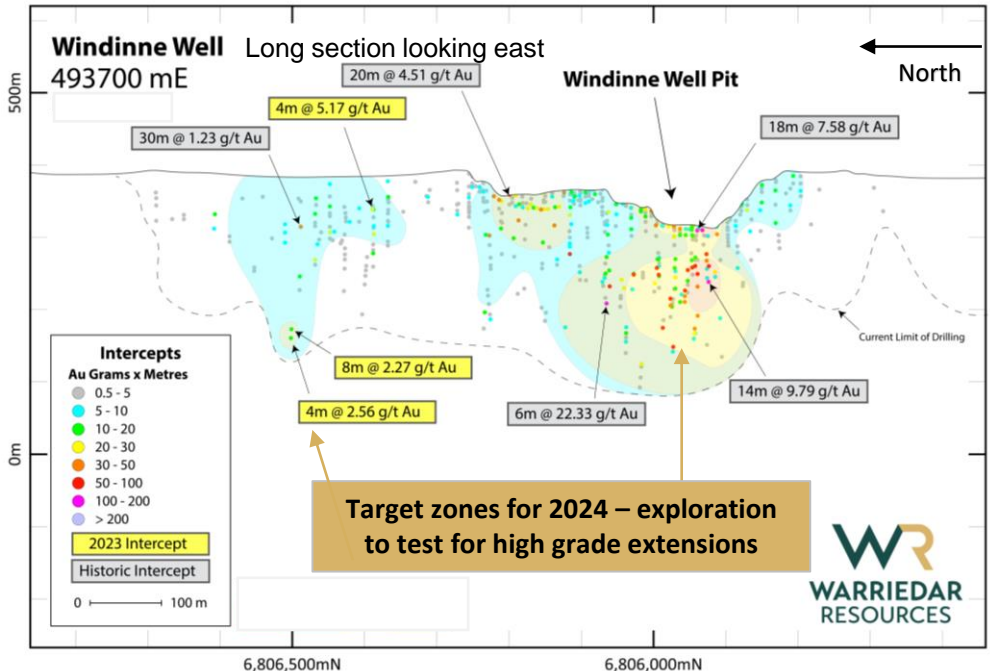 Windinne Well Long section looking east
493700 mE
North
20m @ 4.51 g/t Au
Windinne Well Pit
500m
4m @ 5.17 g/t Au
18m @ 7.58 g/t Au
30m @ 1.23 g/t Au
Current Limit of Drilling
8m @ 2.27 g/t Au
14m @ 9.79 g/t Au
4m @ 2.56 g/t Au
6m @ 22.33 g/t Au
0m
Intercepts
Au Grams x Metres
0.5 - 5
5 - 10
10 - 20
20 - 30
30 - 50
50 - 100
100 - 200
> 200
2023 Intercept
Historic Intercept
0 100 m
Target zones for 2024 – exploration
to test for high grade extensions
WR
WARRIEDAR
RESOURCES
6,806,500mN
6,806,000mN